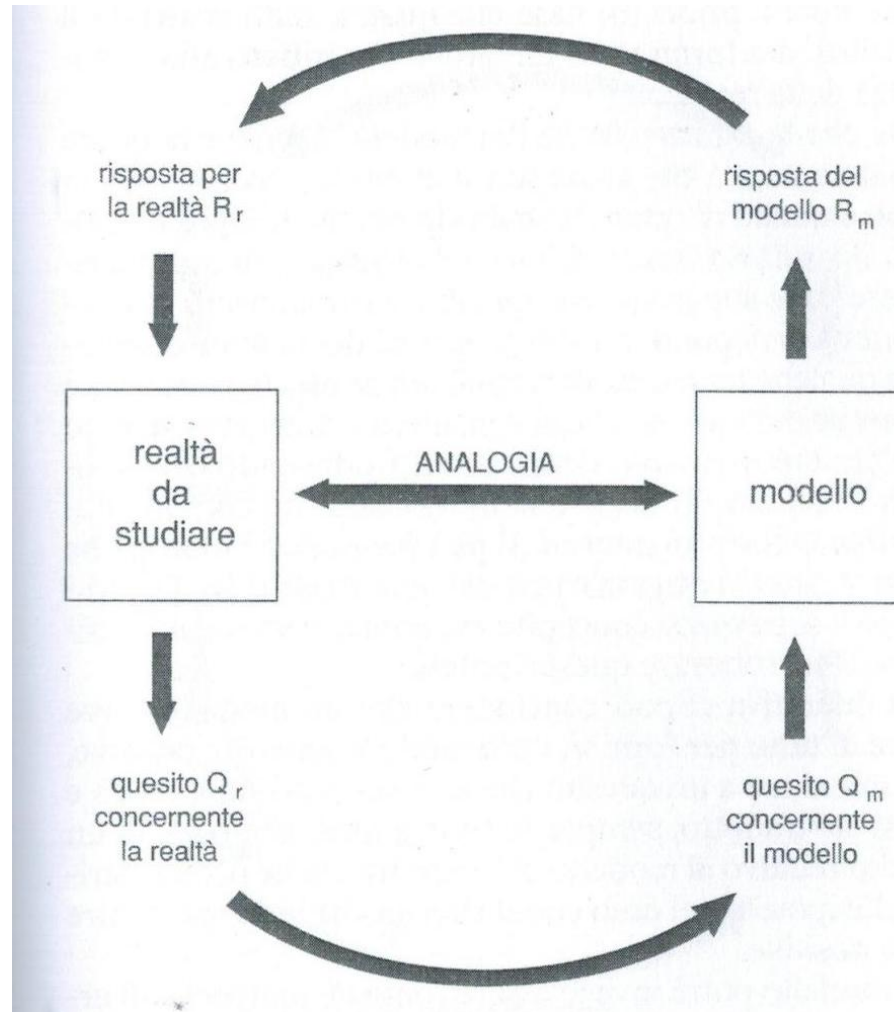 risposta per
la realtà R r
risposta del
modello R m
realtà
da
studiare
ANALOGIA
modello
quesito Q r
concernente
la realtà
quesito Q m
concernente
il modello